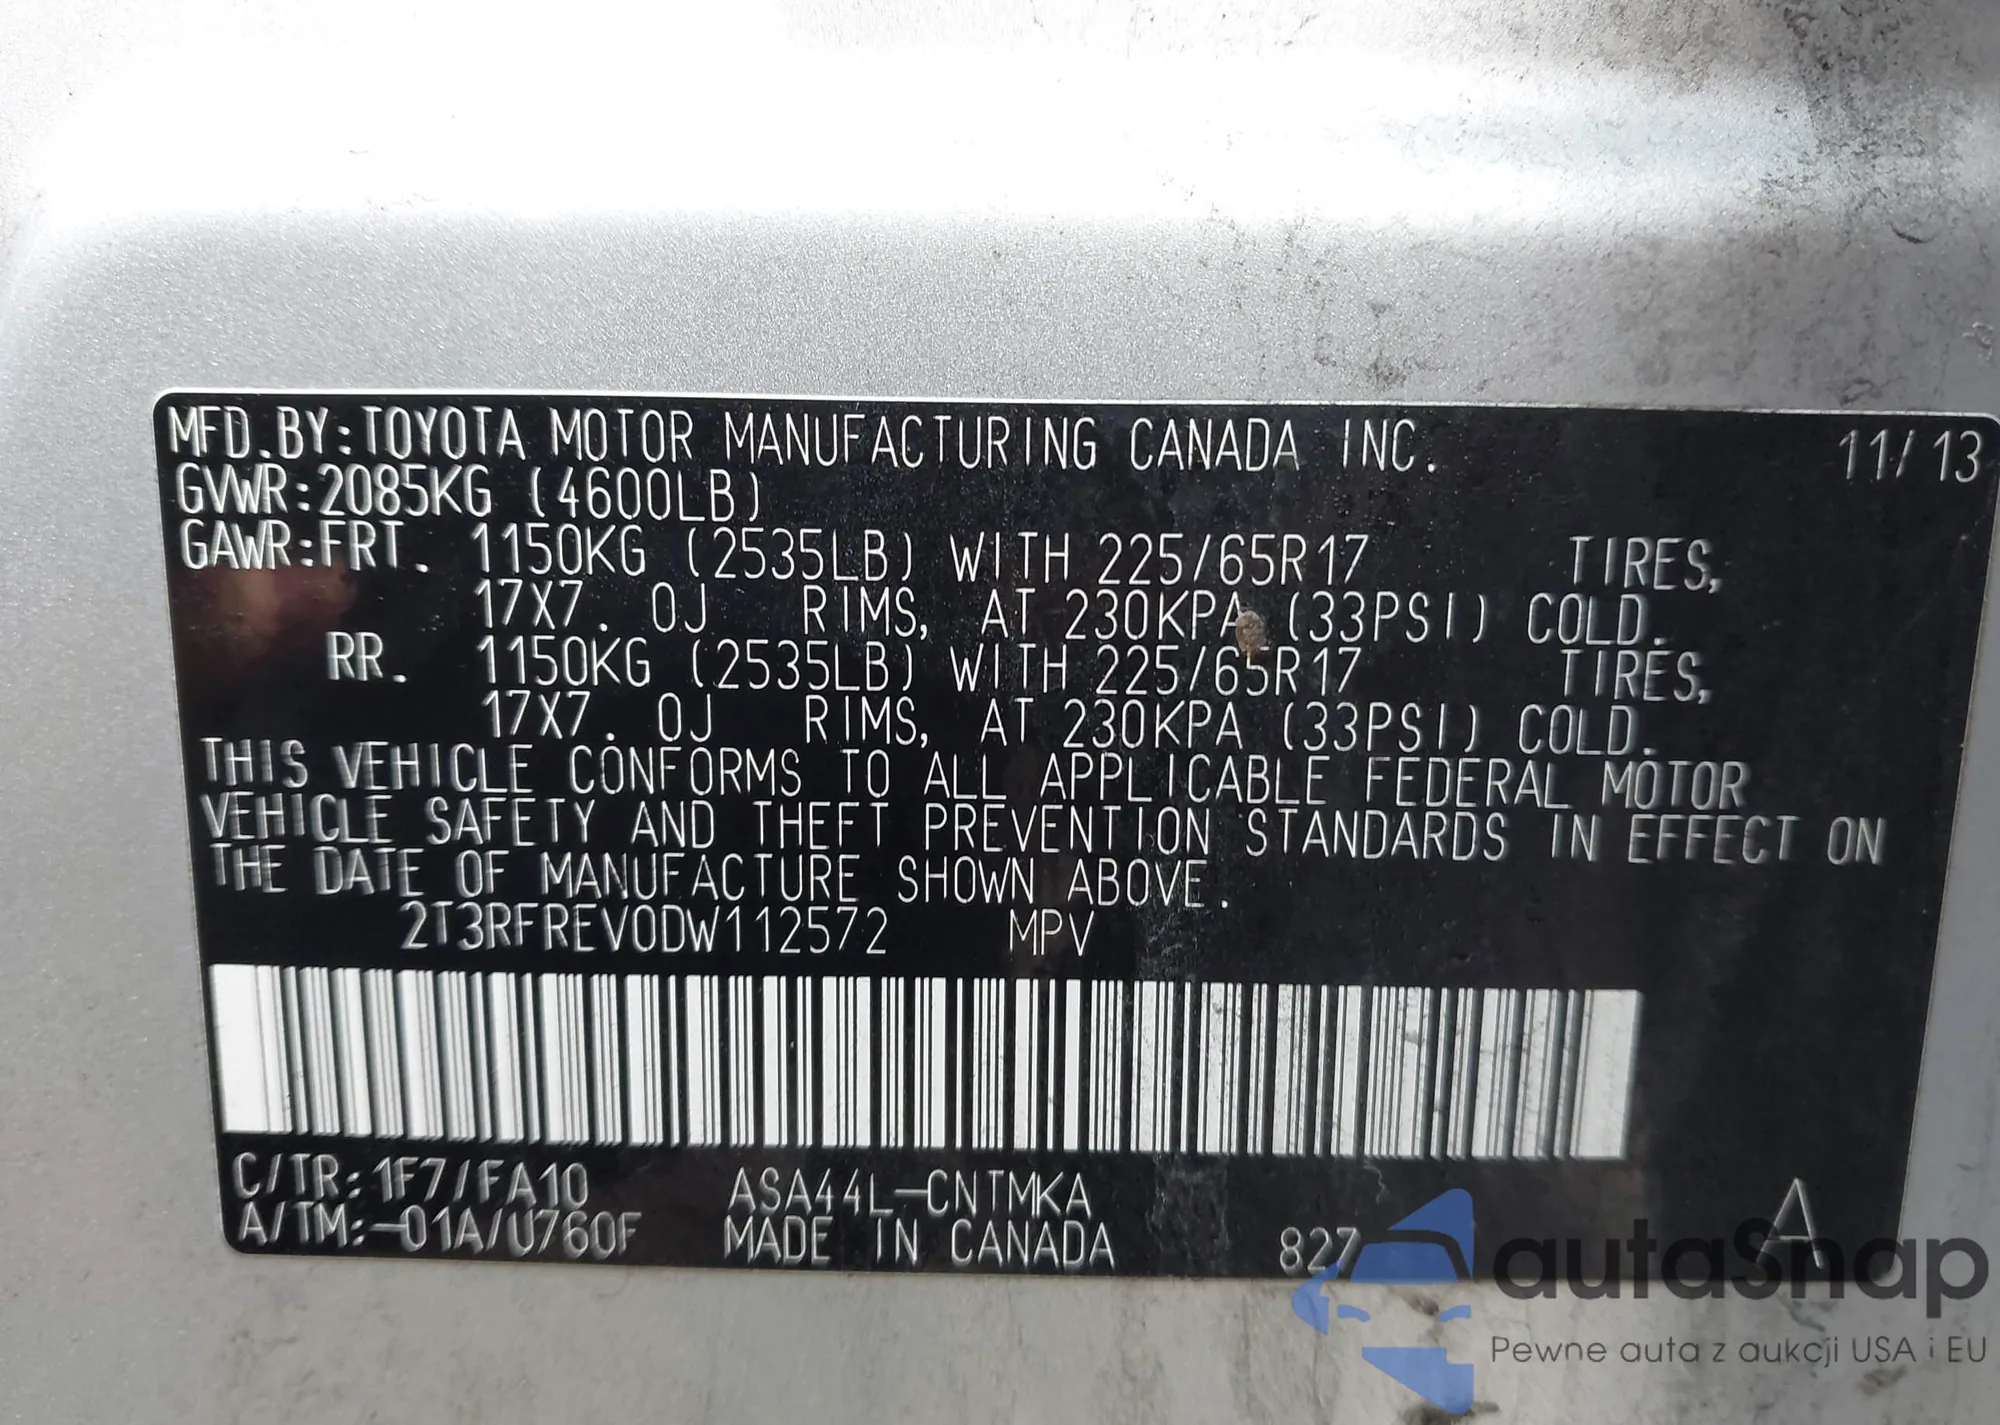 MFD.BY:TOYOTA MOTOR MANUFACTURING CANADA INC. 11/13
GVWR:2085KG (4600LB)
GAWR:FRT. 1150KG (2535LB) WITH 225/65R17 TIRES,
17X7. 0J RIMS, AT 230KPA (33PSI) COLD.
RR. 1150KG (2535LB) WITH 225/65R17 TIRES,
17X7. 0J RIMS, AT 230KPA (33PSI) COLD.
THIS VEHICLE CONFORMS TO ALL APPLICABLE FEDERAL MOTOR
VEHICLE SAFETY AND THEFT PREVENTION STANDARDS IN EFFECT ON
THE DATE OF MANUFACTURE SHOWN ABOVE.
2T3RFREV0DW112572 MPV
C/TR:1F7/FA10 ASA44L-CNTMKA A
A/TM:-01A/U760F MADE IN CANADA 827
autaSnap
Pewne auta z aukcji USA i EU